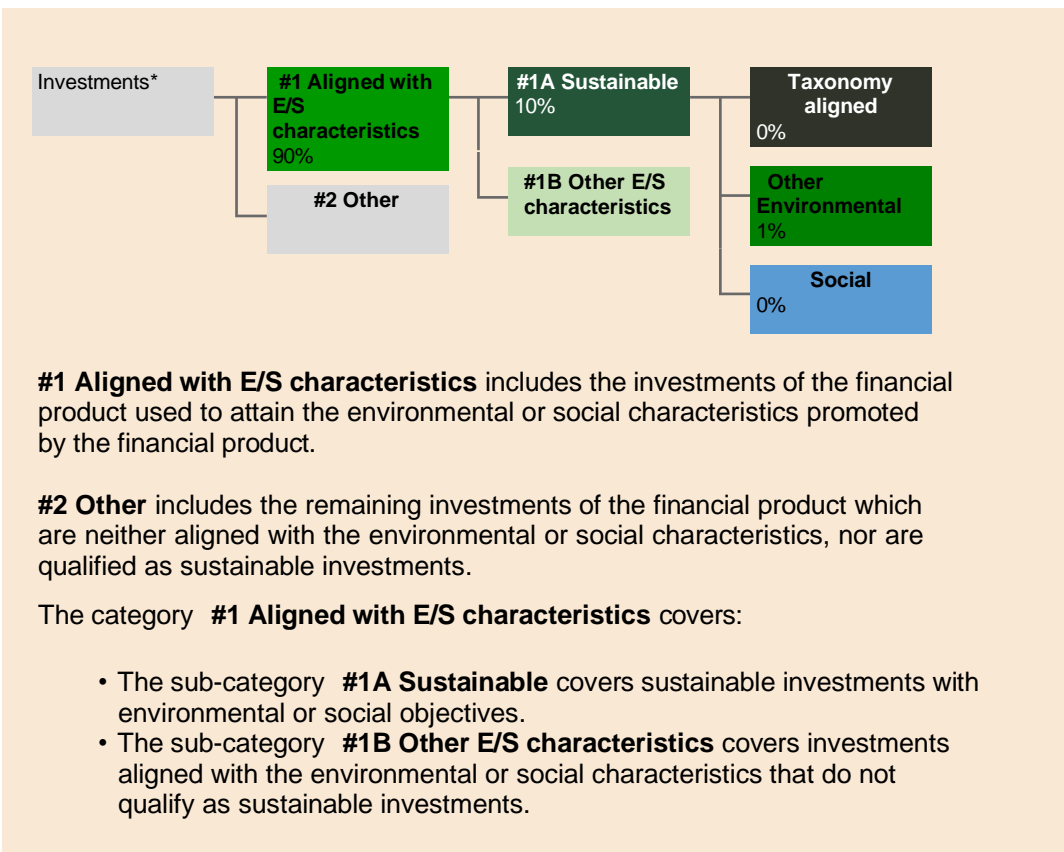 Investments*
#1 Aligned with
E/S
characteristics
90%
#2 Other
#1A Sustainable
10%
#1B Other E/S
characteristics
Taxonomy
aligned
0%
Other
Environmental
1%
Social
0%
#1 Aligned with E/S characteristics includes the investments of the financial
product used to attain the environmental or social characteristics promoted
by the financial product.
#2 Other includes the remaining investments of the financial product which
are neither aligned with the environmental or social characteristics, nor are
qualified as sustainable investments.
The category #1 Aligned with E/S characteristics covers:
• The sub-category #1A Sustainable covers sustainable investments with
environmental or social objectives.
• The sub-category #1B Other E/S characteristics covers investments
aligned with the environmental or social characteristics that do not
qualify as sustainable investments.